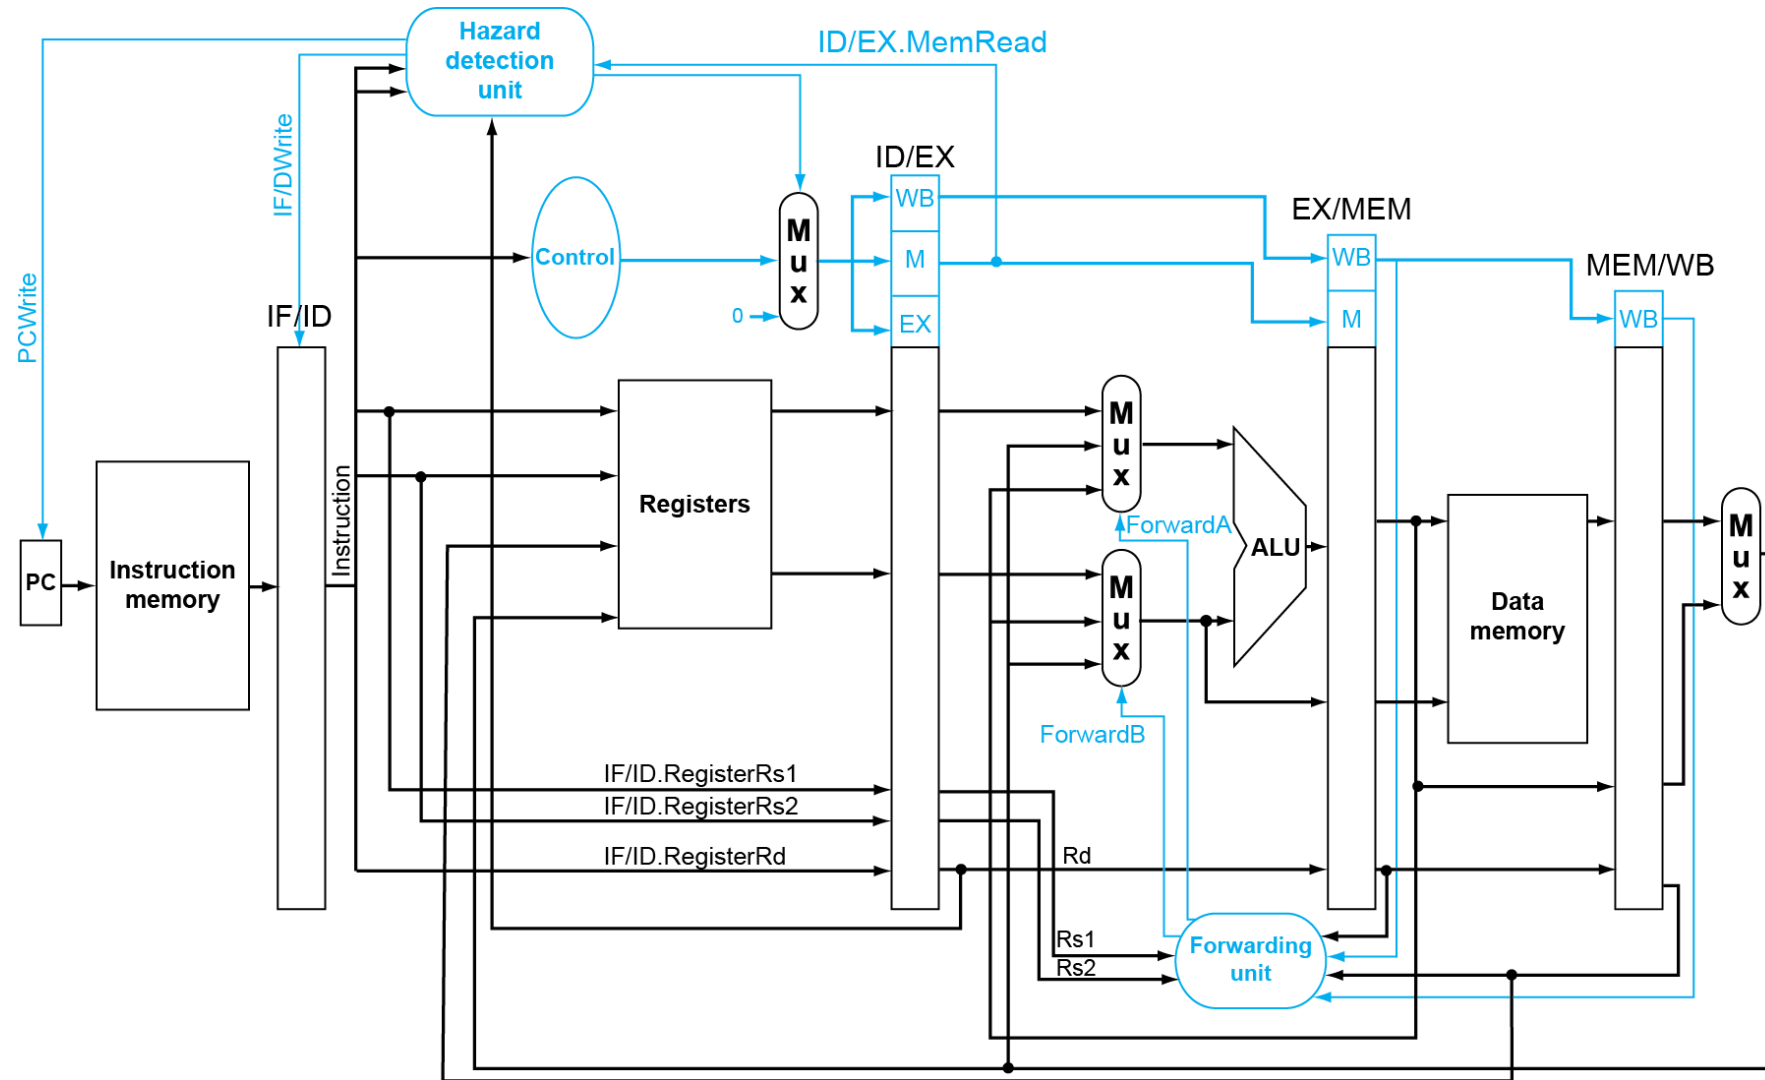 Hazard
detection
unit
ID/EX.MemRead
IF/DWrite
PCWrite
ID/EX
WB
M
EX
Control
M
u
x
0
EX/MEM
WB
M
MEM/WB
WB
IF/ID
Instruction
PC
Instruction
memory
Registers
M
u
x
ForwardA
M
u
x
ForwardB
ALU
Data
memory
M
u
x
IF/ID.RegisterRs1
IF/ID.RegisterRs2
IF/ID.RegisterRd
Rd
Rs1
Rs2
Forwarding
unit